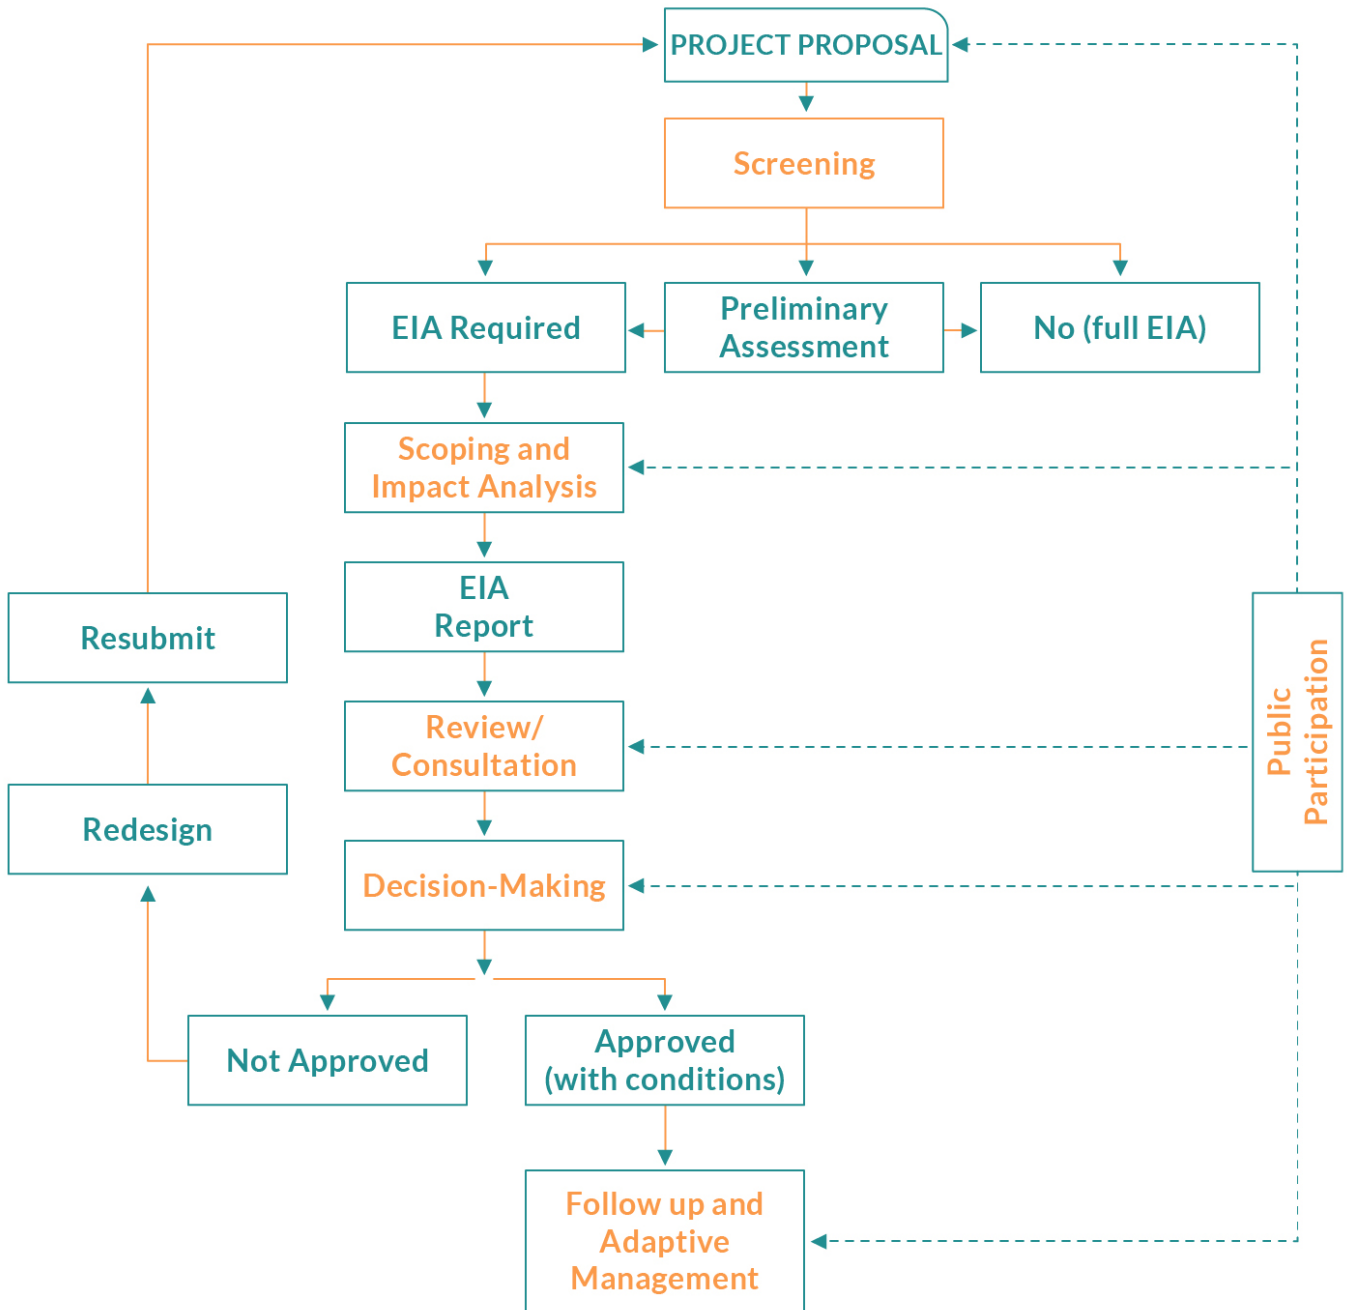 PROJECT PROPOSAL
Screening
EIA Required
Preliminary
Assessment
No (full EIA)
Scoping and
Impact Analysis
EIA
Report
Resubmit
Public
Participation
Review/
Consultation
Redesign
Decision-Making
Not Approved
Approved
(with conditions)
Follow up and
Adaptive
Management